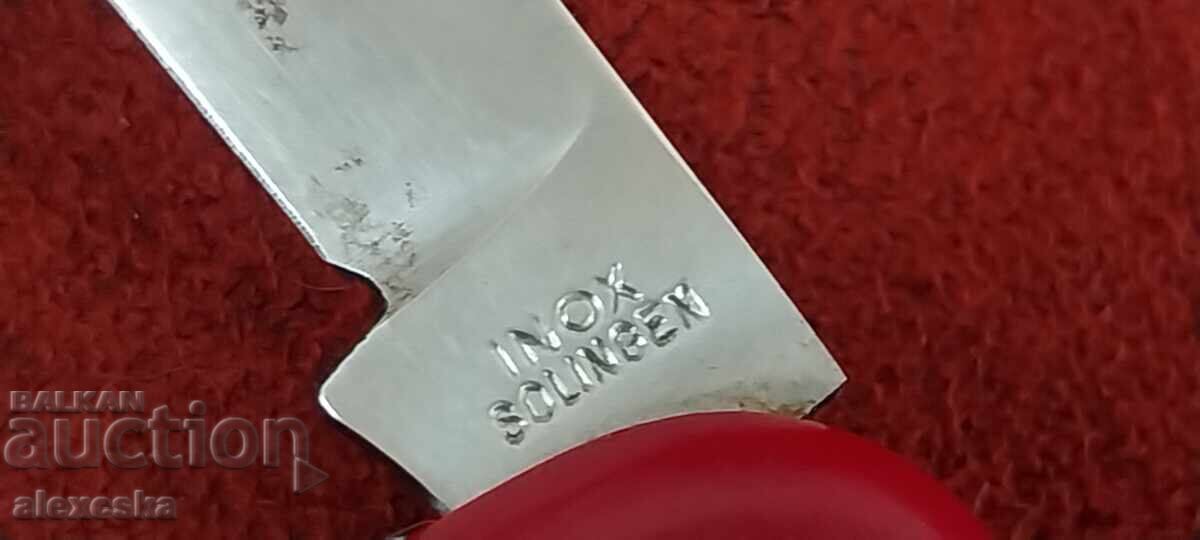 INOX
SOLINGEN
BALKAN
auction
alexeska